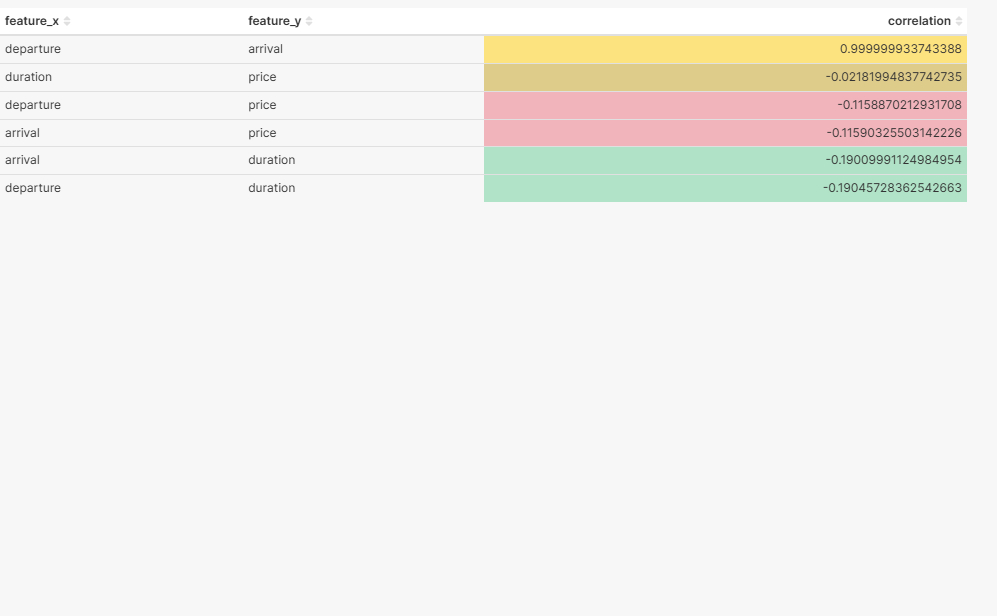 feature_x feature_y correlation
departure arrival 0.999999933743388
duration price -0.02181994837742735
departure price -0.1158870212931708
arrival price -0.11590325503142226
arrival duration -0.19009991124984954
departure duration -0.19045728362542663